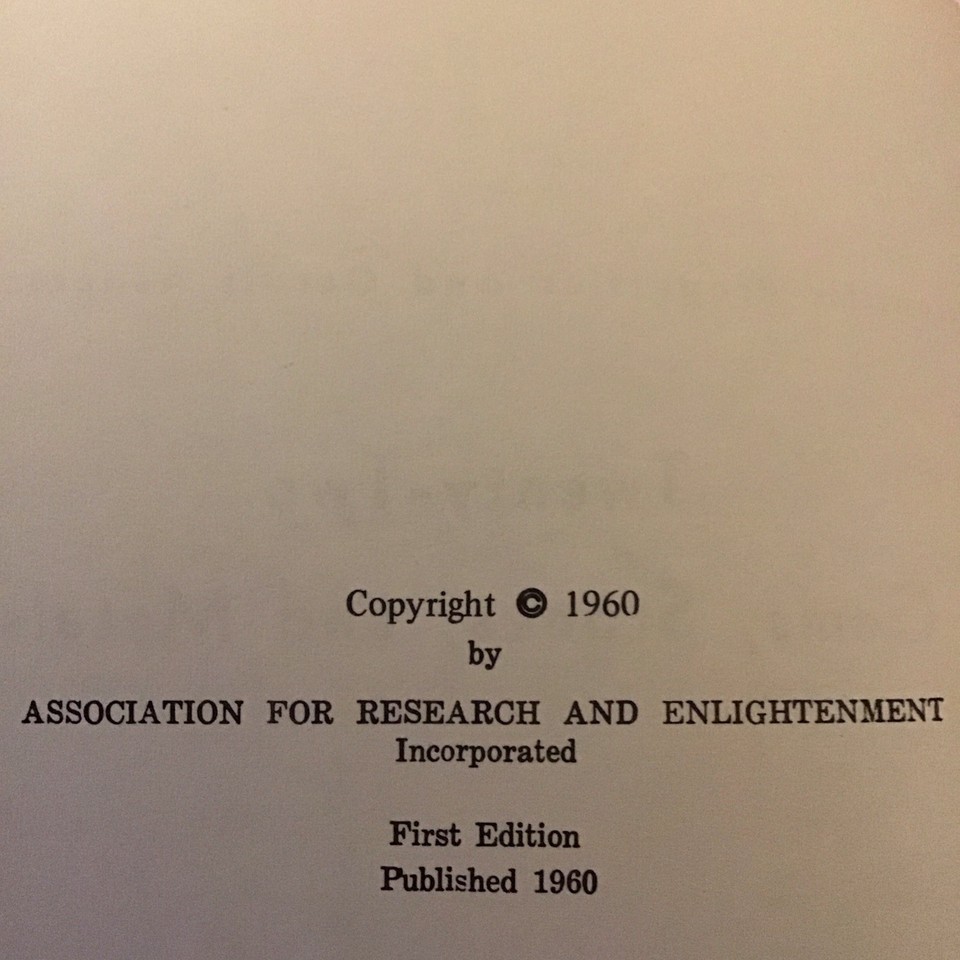 Copyright © 1960
by
ASSOCIATION FOR RESEARCH AND ENLIGHTENMENT
Incorporated
First Edition
Published 1960